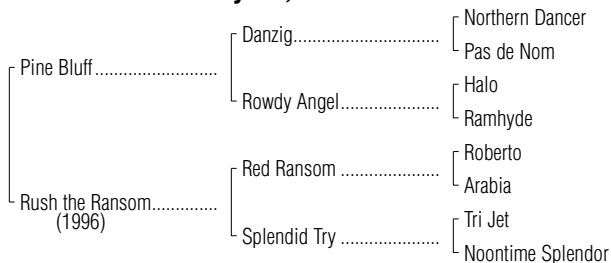 Northern Dancer
Danzig
Pas de Nom
Pine Bluff
Halo
Rowdy Angel
Ramhyde
Roberto
Red Ransom
Arabia
Rush the Ransom
(1996)
Tri Jet
Splendid Try
Noontime Splendor